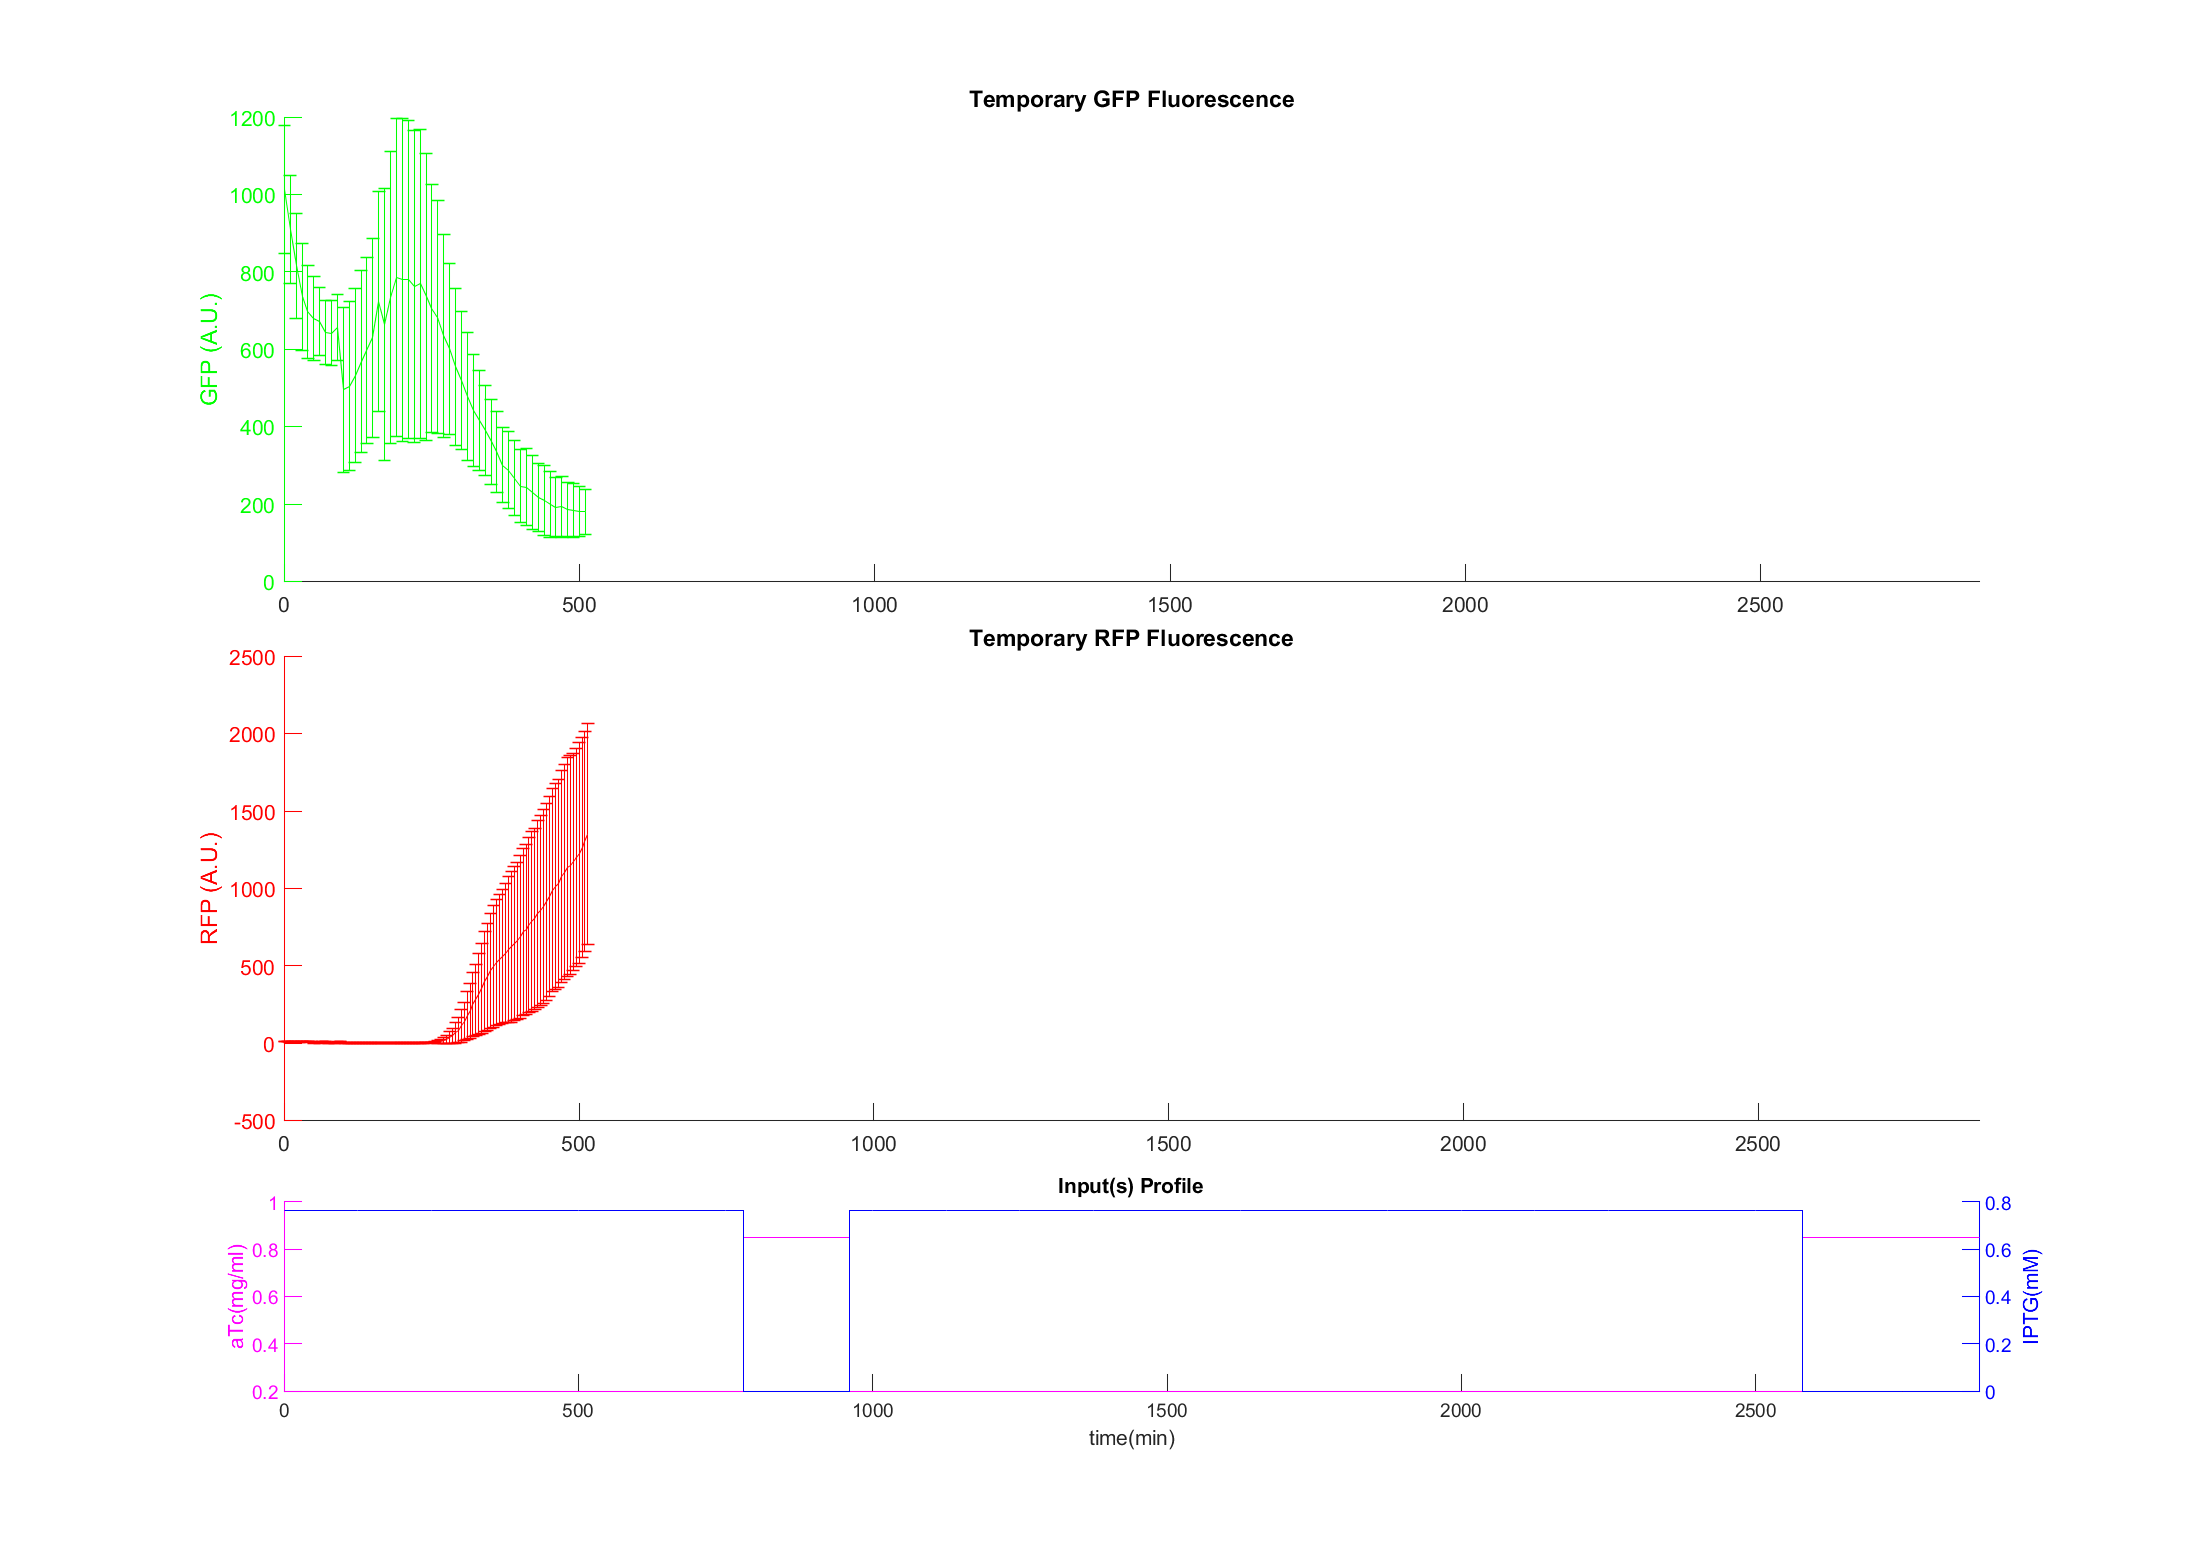 Temporary GFP Fluorescence
1200
1000
800
600
400
200
0
GFP (A.U.)
0 500 1000 1500 2000 2500
Temporary RFP Fluorescence
2500
2000
1500
1000
500
0
-500
RFP (A.U.)
0 500 1000 1500 2000 2500
Input(s) Profile
1
0.8
0.6
0.4
0.2
aTc(mg/ml)
0.8
0.6
0.4
0.2
0
IPTG(mM)
0 500 1000 1500 2000 2500
time(min)